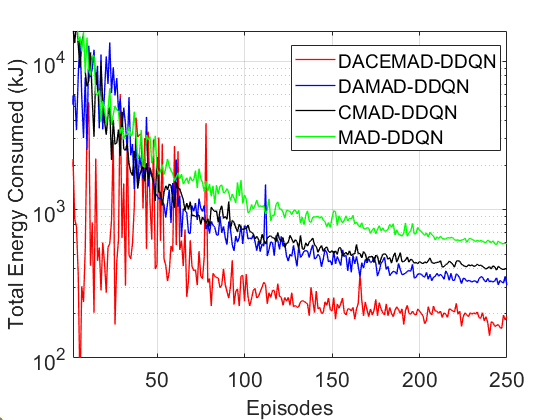 Total Energy Consumed (kJ)
10^4
10^3
10^2
DACEMAD-DDQN
DAMAD-DDQN
CMAD-DDQN
MAD-DDQN
50 100 150 200 250
Episodes